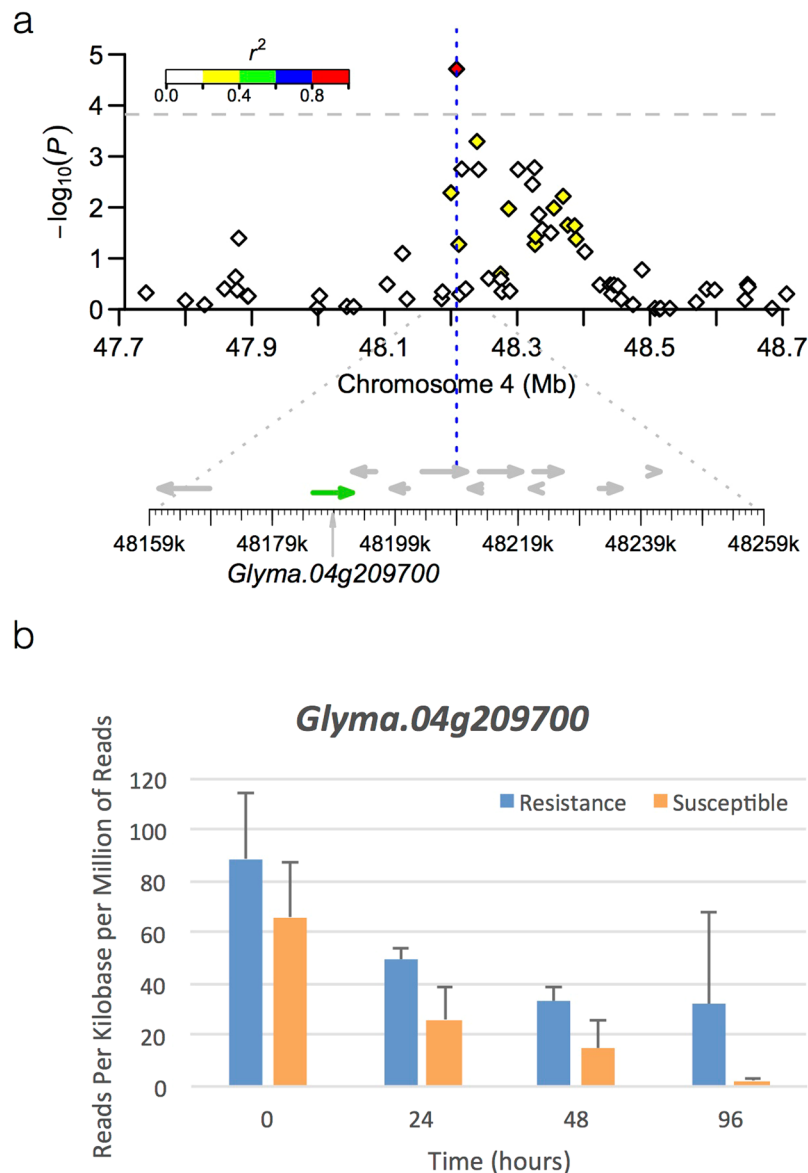 a
r²
0.0 0.4 0.8
5
4
3
2
1
0
−log₁₀(P)
47.7 47.9 48.1 48.3 48.5 48.7
Chromosome 4 (Mb)
48159k 48179k 48199k 48219k 48239k 48259k
Glyma.04g209700
b
Glyma.04g209700
Reads Per Kilobase per Million of Reads
Resistance Susceptible
120
100
80
60
40
20
0
0 24 48 96
Time (hours)